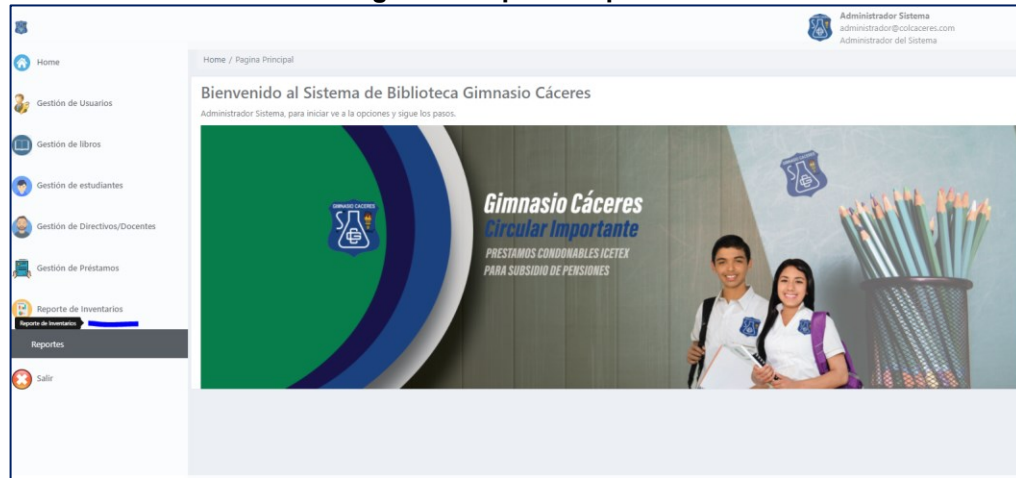 Administrador Sistema
administrador@colcaceres.com
Administrador del Sistema
Home
Home / Pagina Principal
Bienvenido al Sistema de Biblioteca Gimnasio Cáceres
Administrador Sistema, para iniciar ve a la opciones y sigue los pasos.
Gestión de Usuarios
Gestión de libros
Gestión de estudiantes
Gestión de Directivos/Docentes
Gestión de Préstamos
Reporte de Inventarios
Reporte de Inventarios
Reportes
Salir
GIMNASIO CACERES
Gimnasio Cáceres
Circular Importante
PRESTAMOS CONDONABLES ICETEX
PARA SUBSIDIO DE PENSIONES